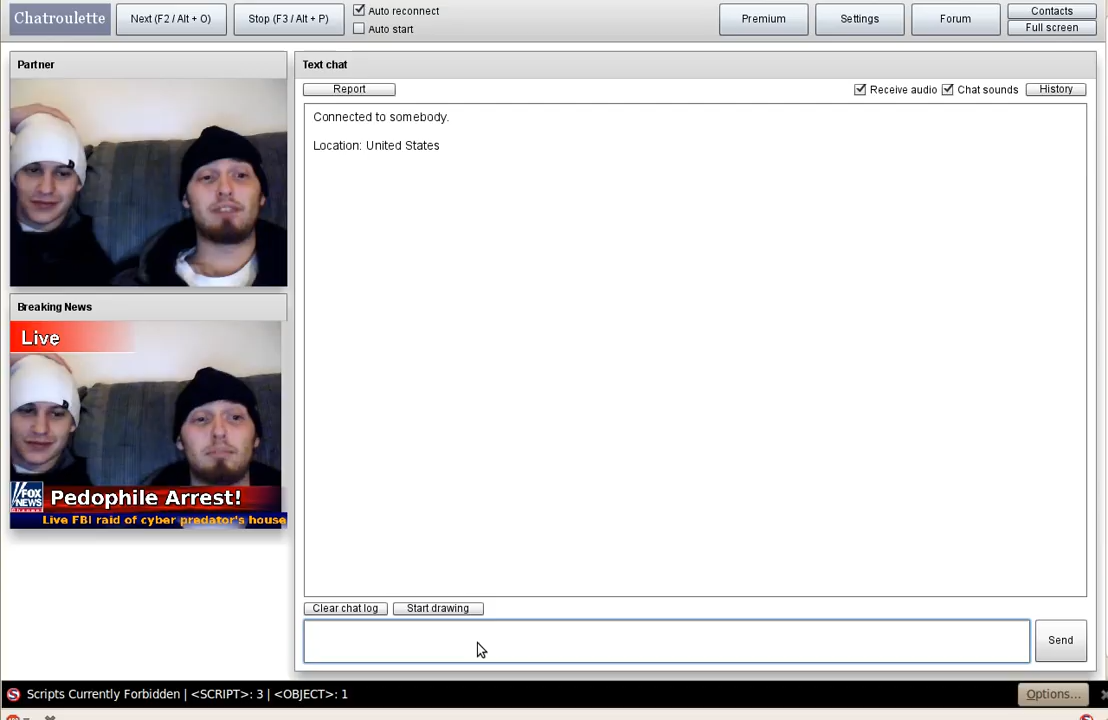 Chatroulette
Next (F2 / Alt + O)
Stop (F3 / Alt + P)
Auto reconnect
Auto start
Premium
Settings
Forum
Contacts
Full screen
Partner
Text chat
Report
Receive audio
Chat sounds
History
Connected to somebody.
Location: United States
Breaking News
Live
FOX
NEWS
Channel
Pedophile Arrest!
Live FBI raid of cyber predator's house
Clear chat log
Start drawing
Send
Scripts Currently Forbidden | <SCRIPT>: 3 | <OBJECT>: 1
Options...